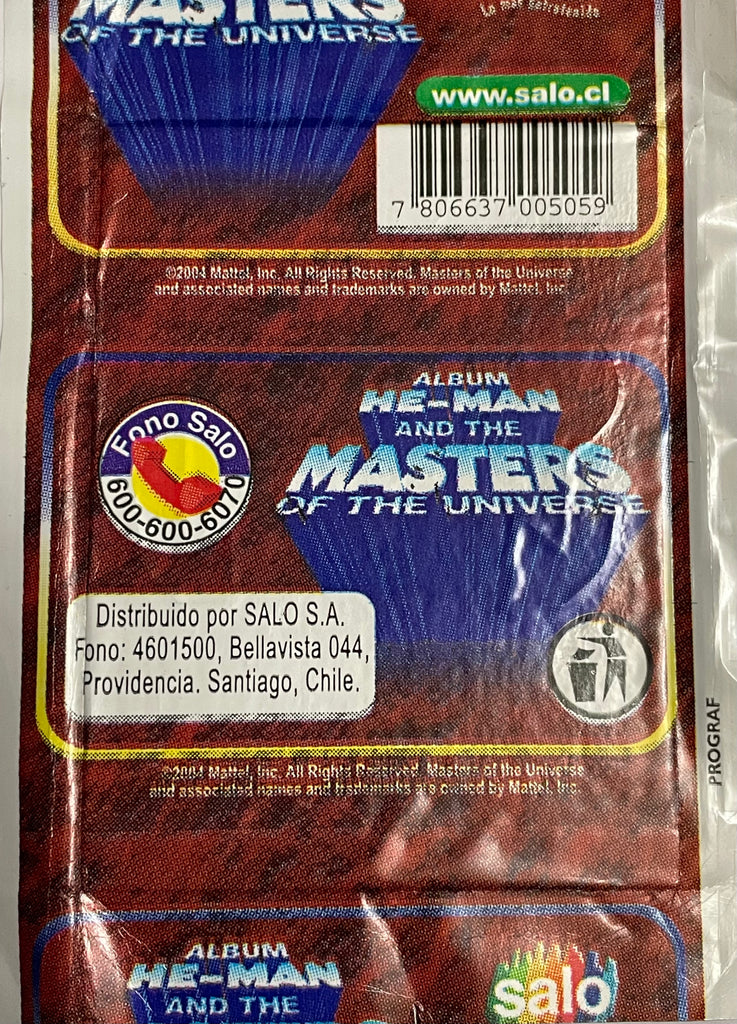 MASTERS
OF THE UNIVERSE
Lo más
www.salo.cl
7 806637 005059
©2004 Mattel, Inc. All Rights Reserved. Masters of the Universe
and associated names and trademarks are owned by Mattel, Inc.
ALBUM
HE-MAN
AND THE
MASTERS
OF THE UNIVERSE
Fono Salo
600-600-6070
Distribuido por SALO S.A.
Fono: 4601500, Bellavista 044,
Providencia. Santiago, Chile.
PROGRAF
©2004 Mattel, Inc. All Rights Reserved. Masters of the Universe
and associated names and trademarks are owned by Mattel, Inc.
ALBUM
HE-MAN
AND THE
salo